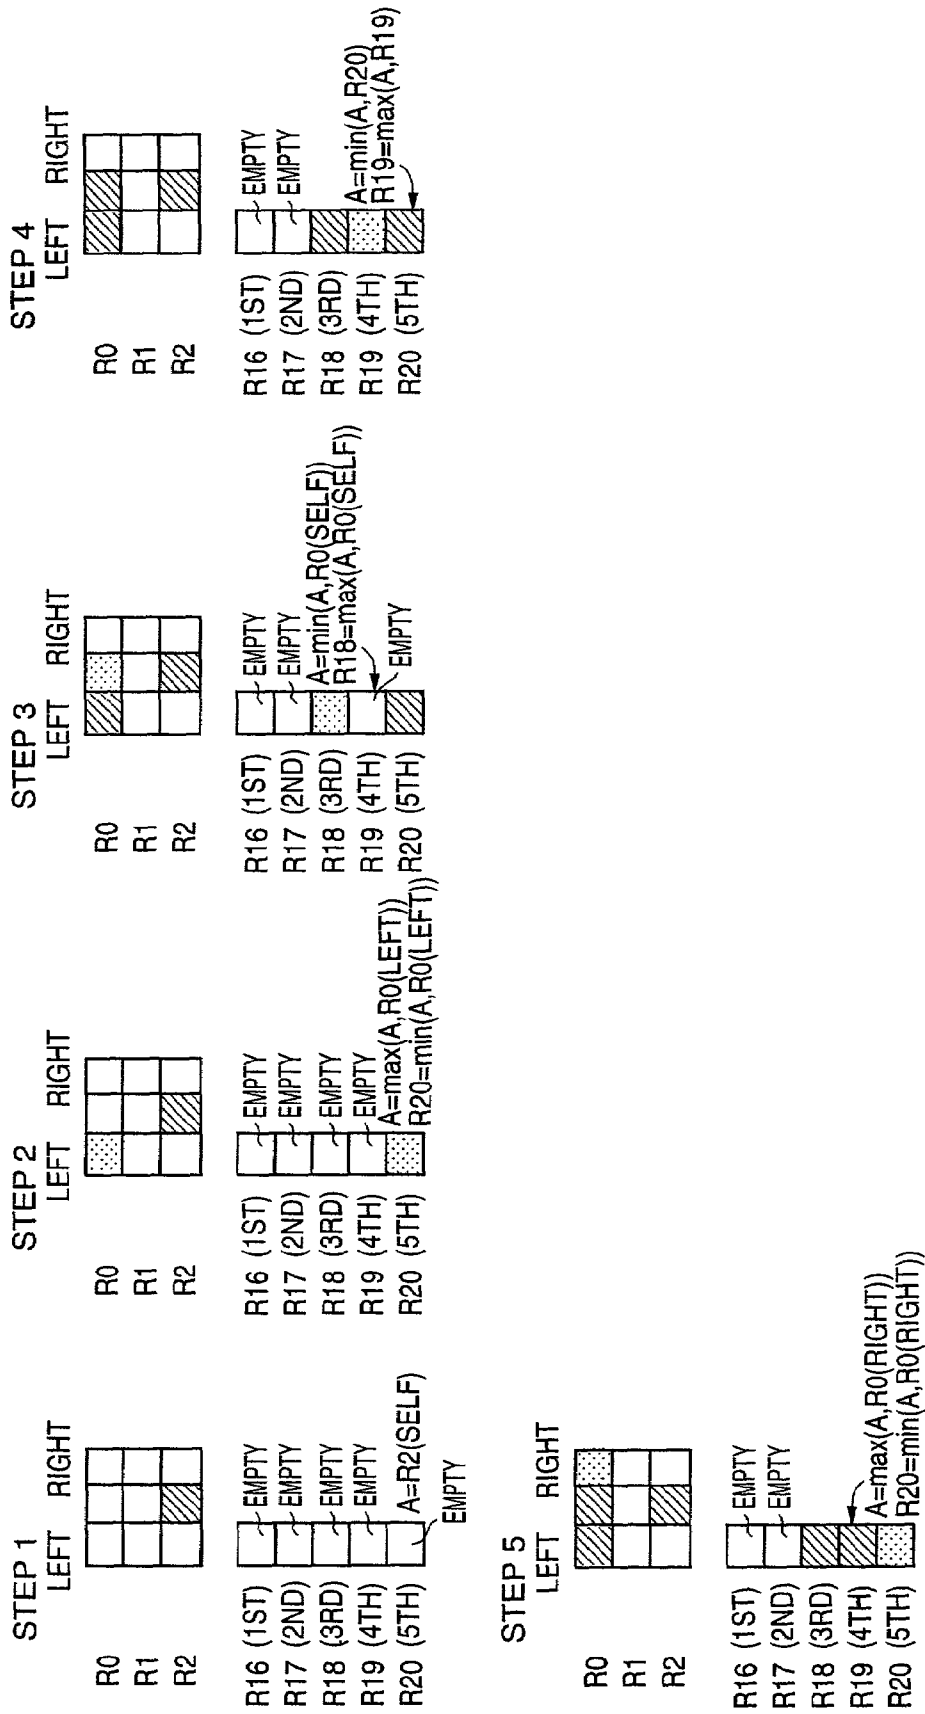 STEP 1
LEFT RIGHT
R0
R1
R2
R16 (1ST) EMPTY
R17 (2ND) EMPTY
R18 (3RD) EMPTY
R19 (4TH) EMPTY
A=R2(SELF)
R20 (5TH) EMPTY
STEP 2
LEFT RIGHT
R0
R1
R2
R16 (1ST) EMPTY
R17 (2ND) EMPTY
R18 (3RD) EMPTY
R19 (4TH) EMPTY
A=max(A,R0(LEFT))
R20 (5TH) R20=min(A,R0(LEFT))
STEP 3
LEFT RIGHT
R0
R1
R2
R16 (1ST) EMPTY
R17 (2ND) EMPTY
A=min(A,R0(SELF))
R18 (3RD) R18=max(A,R0(SELF))
R19 (4TH) EMPTY
R20 (5TH)
STEP 4
LEFT RIGHT
R0
R1
R2
R16 (1ST) EMPTY
R17 (2ND) EMPTY
R18 (3RD)
A=min(A,R20)
R19 (4TH) R19=max(A,R19)
R20 (5TH)
STEP 5
LEFT RIGHT
R0
R1
R2
R16 (1ST) EMPTY
R17 (2ND) EMPTY
R18 (3RD)
R19 (4TH)
A=max(A,R0(RIGHT))
R20 (5TH) R20=min(A,R0(RIGHT))